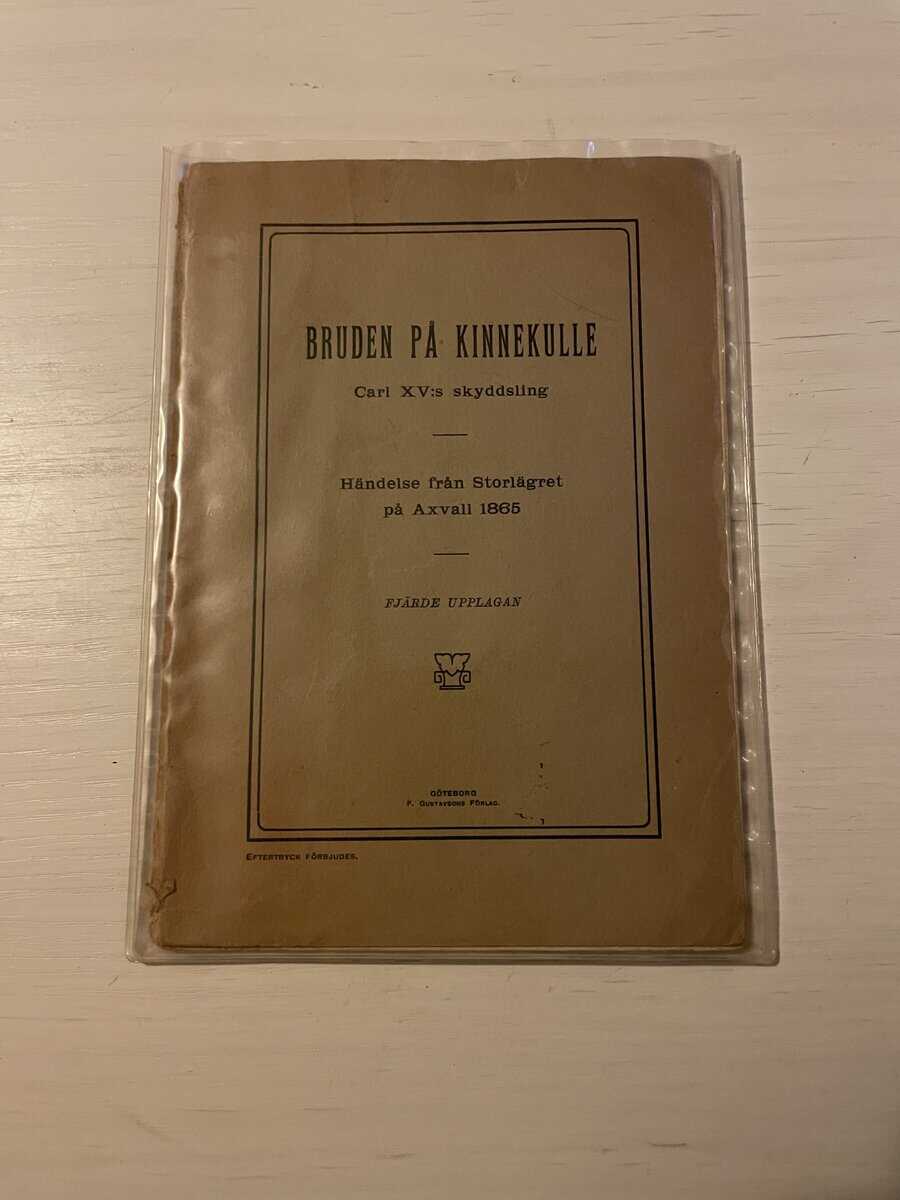 BRUDEN PÅ KINNEKULLE
Carl XV:s skyddsling
Händelse från Storlägret
på Axvall 1865
FJÄRDE UPPLAGAN
GÖTEBORG
F. GUSTAVSONS FÖRLAG.
EFTERTRYCK FÖRBJUDES.